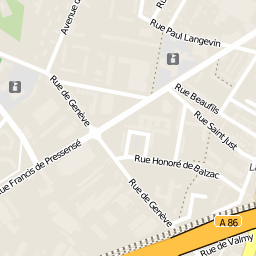 Avenue d
Rue Paul Langevin
Rue de Genève
Rue Beaufils
Rue Saint Just
Rue Francis de Pressensé
Rue Honoré de Balzac
Rue de Genève
A 86
Rue de Valmy